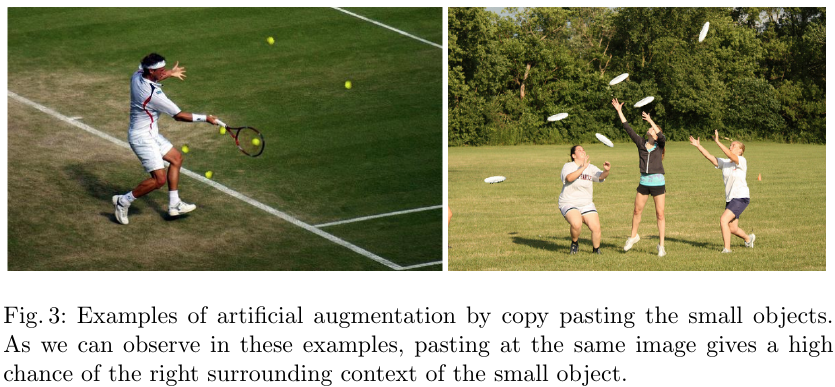 Fig. 3: Examples of artificial augmentation by copy pasting the small objects.
As we can observe in these examples, pasting at the same image gives a high
chance of the right surrounding context of the small object.